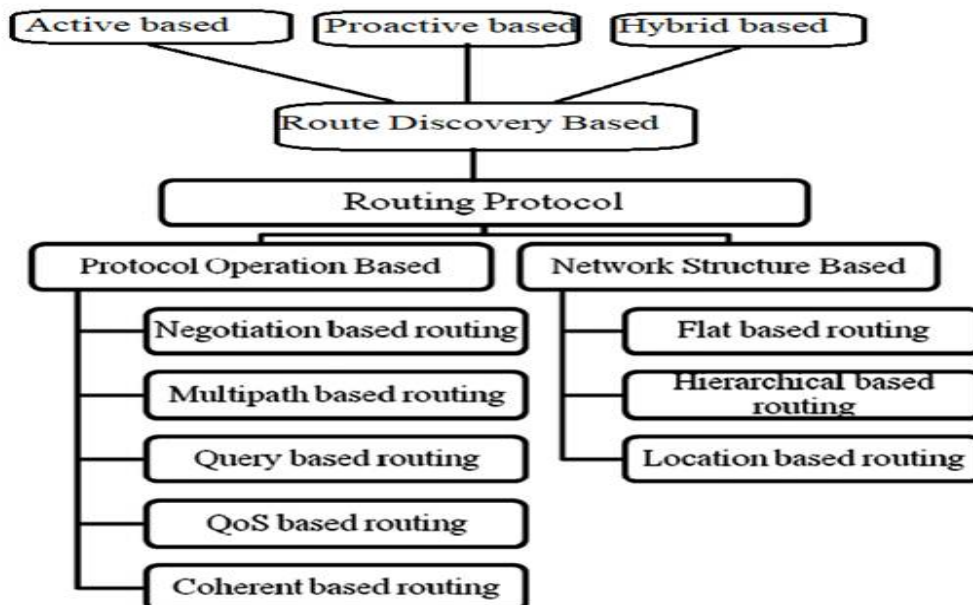 Active based
Proactive based
Hybrid based
Route Discovery Based
Routing Protocol
Protocol Operation Based
Network Structure Based
Negotiation based routing
Multipath based routing
Query based routing
QoS based routing
Coherent based routing
Flat based routing
Hierarchical based
routing
Location based routing